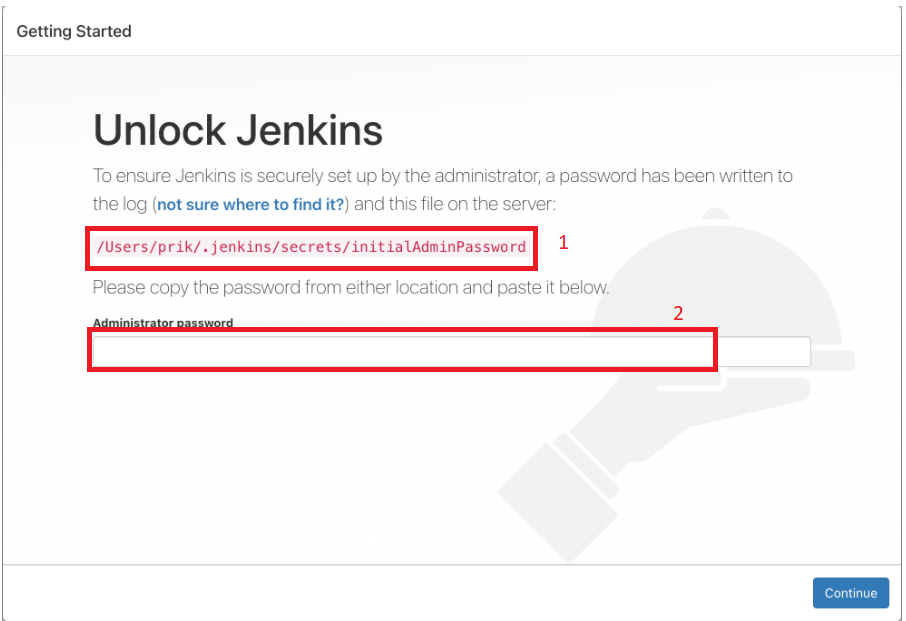 Getting Started
Unlock Jenkins
To ensure Jenkins is securely set up by the administrator, a password has been written to
the log (not sure where to find it?) and this file on the server:
/Users/prik/.jenkins/secrets/initialAdminPassword 1
Please copy the password from either location and paste it below.
2
Administrator password
Continue